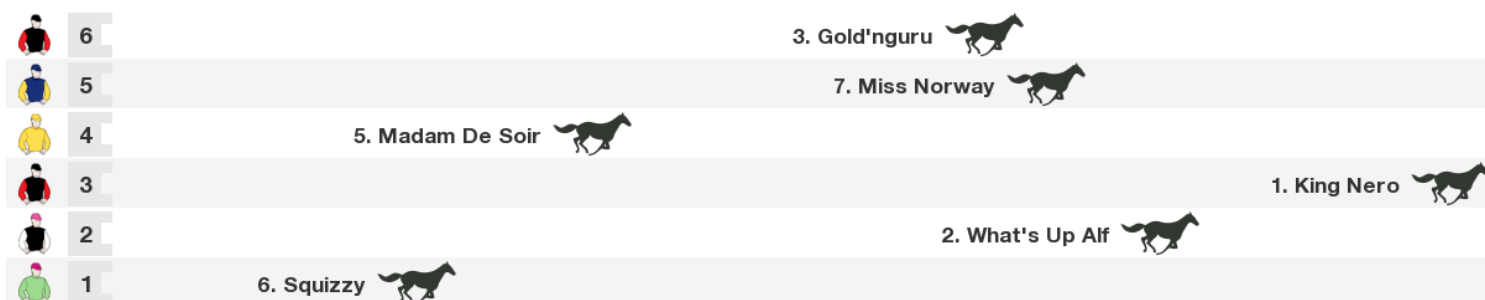 6 3. Gold'nguru
5 7. Miss Norway
4 5. Madam De Soir
3 1. King Nero
2 2. What's Up Alf
1 6. Squizzy